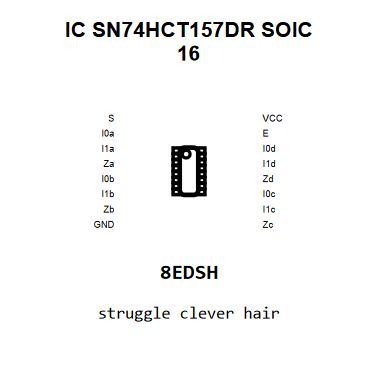 IC SN74HCT157DR SOIC
16
S VCC
I0a E
I1a I0d
Za I1d
I0b Zd
I1b I0c
Zb I1c
GND Zc
8EDSH
struggle clever hair